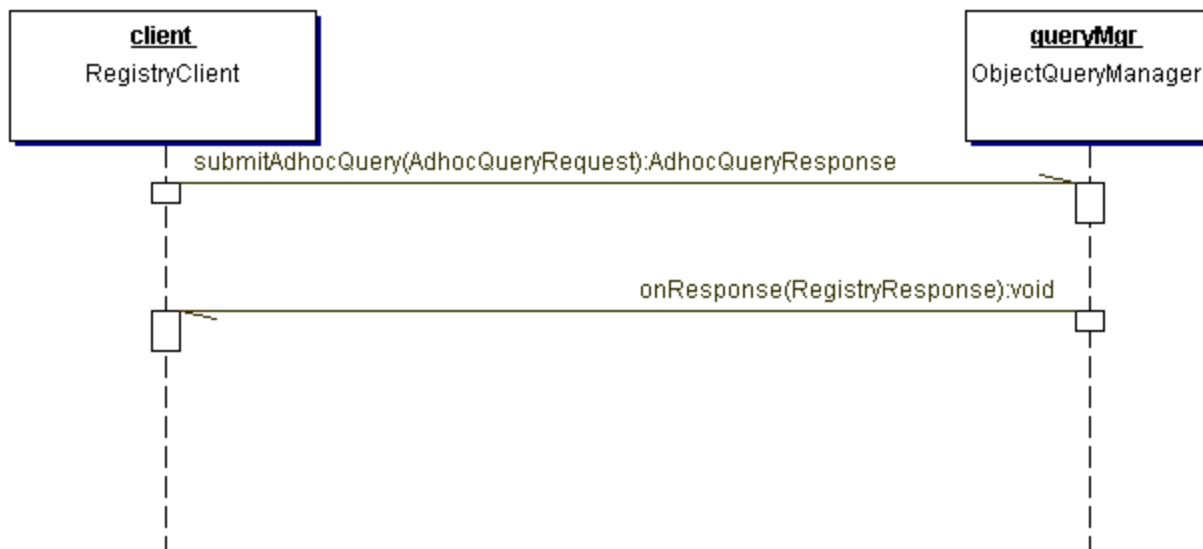 client
RegistryClient
queryMgr
ObjectQueryManager
submitAdhocQuery(AdhocQueryRequest):AdhocQueryResponse
onResponse(RegistryResponse):void